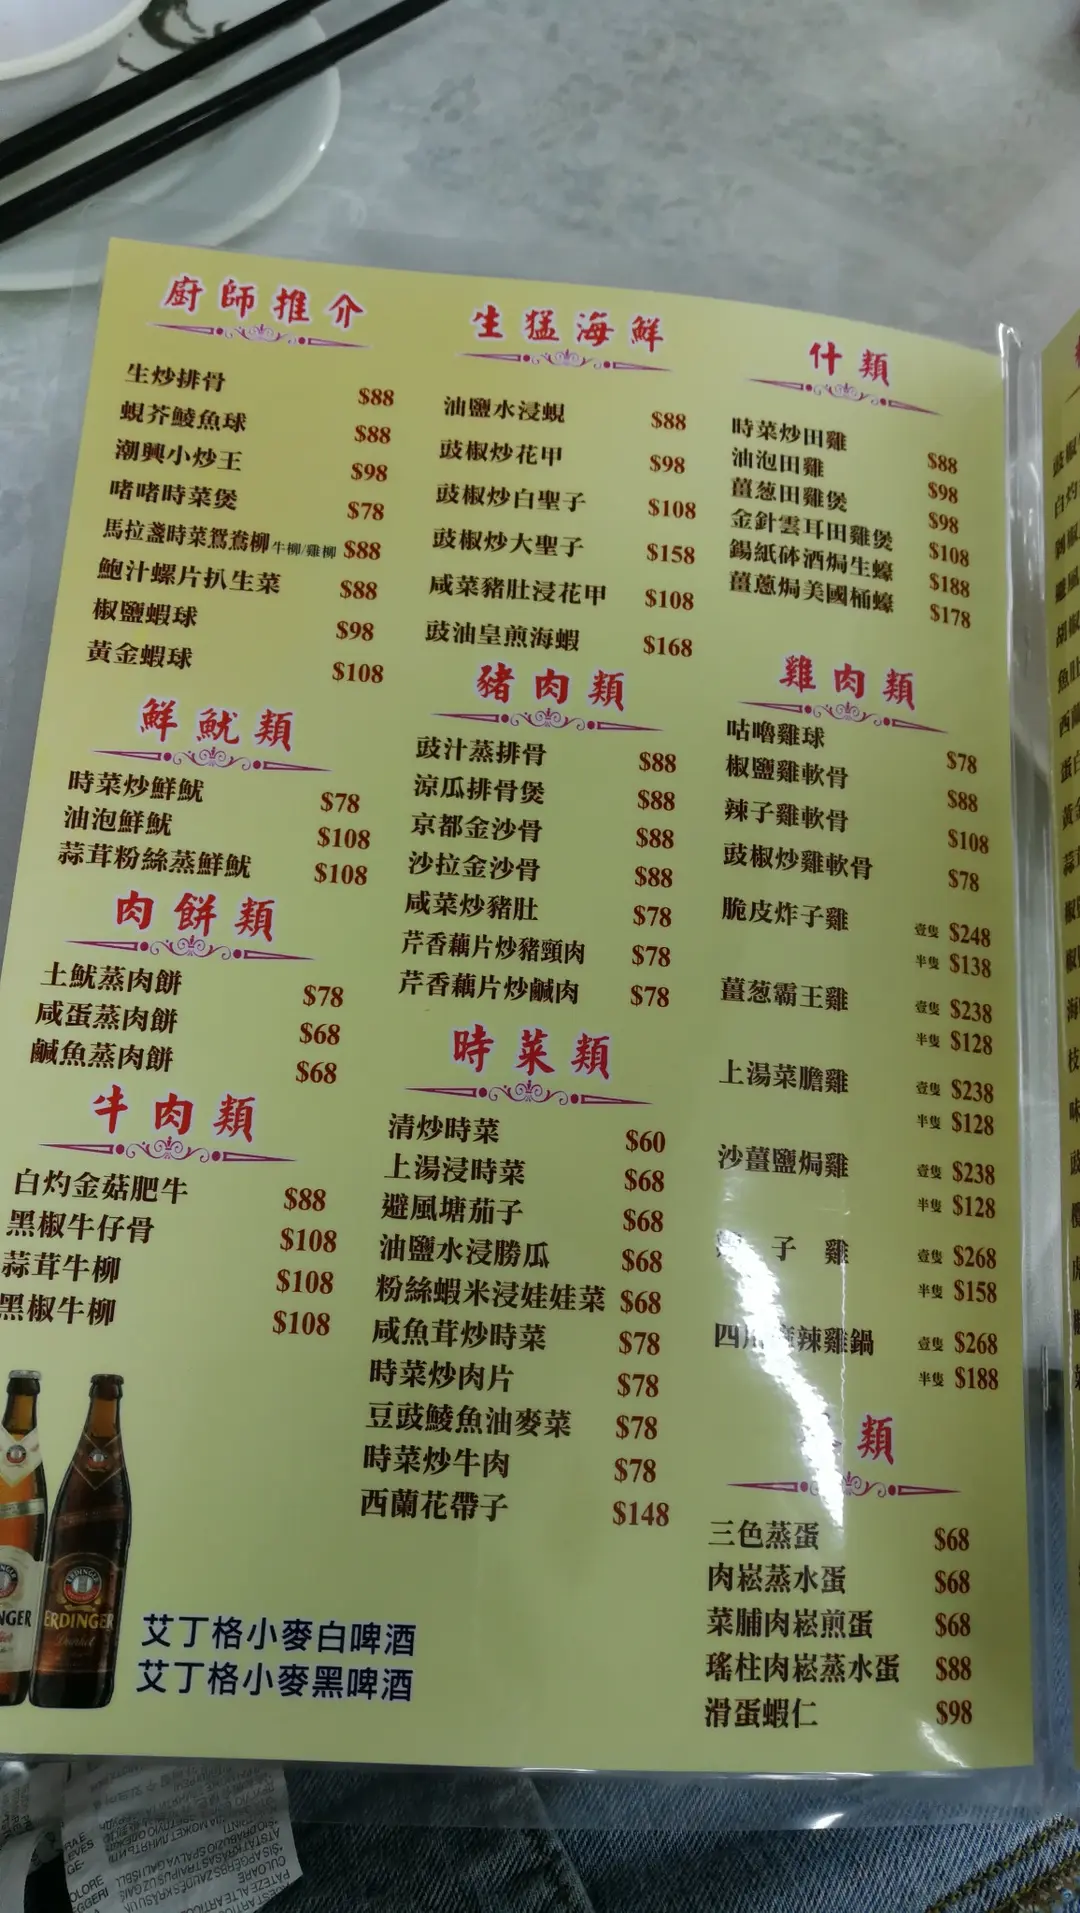 廚師推介
生炒排骨 $88
蜆芥鯪魚球 $88
潮興小炒王 $98
啫啫時菜煲 $78
馬拉盞時菜鴛鴦柳 牛柳/雞柳 $88
鮑汁螺片扒生菜 $88
椒鹽蝦球 $98
黃金蝦球 $108
鮮魷類
時菜炒鮮魷 $78
油泡鮮魷 $108
蒜茸粉絲蒸鮮魷 $108
肉餅類
土魷蒸肉餅 $78
咸蛋蒸肉餅 $68
鹹魚蒸肉餅 $68
牛肉類
白灼金菇肥牛 $88
黑椒牛仔骨 $108
蒜茸牛柳 $108
黑椒牛柳 $108
生猛海鮮
油鹽水浸蜆 $88
豉椒炒花甲 $98
豉椒炒白聖子 $108
豉椒炒大聖子 $158
咸菜豬肚浸花甲 $108
豉油皇煎海蝦 $168
豬肉類
豉汁蒸排骨 $88
涼瓜排骨煲 $88
京都金沙骨 $88
沙拉金沙骨 $88
咸菜炒豬肚 $78
芹香藕片炒豬頸肉 $78
芹香藕片炒鹹肉 $78
時菜類
清炒時菜 $60
上湯浸時菜 $68
避風塘茄子 $68
油鹽水浸勝瓜 $68
粉絲蝦米浸娃娃菜 $68
咸魚茸炒時菜 $78
時菜炒肉片 $78
豆豉鯪魚油麥菜 $78
時菜炒牛肉 $78
西蘭花帶子 $148
什類
時菜炒田雞 $88
油泡田雞 $98
薑葱田雞煲 $98
金針雲耳田雞煲 $108
錫紙砵酒焗生蠔 $188
薑蔥焗美國桶蠔 $178
雞肉類
咕嚕雞球 $78
椒鹽雞軟骨 $88
辣子雞軟骨 $108
豉椒炒雞軟骨 $78
脆皮炸子雞 壹隻 $248
半隻 $138
薑葱霸王雞 壹隻 $238
半隻 $128
上湯菜膽雞 壹隻 $238
半隻 $128
沙薑鹽焗雞 壹隻 $238
半隻 $128
子雞 壹隻 $268
半隻 $158
四川 辣雞鍋 壹隻 $268
半隻 $188
類
三色蒸蛋 $68
肉崧蒸水蛋 $68
菜脯肉崧煎蛋 $68
瑤柱肉崧蒸水蛋 $88
滑蛋蝦仁 $98
ERDINGER
艾丁格小麥白啤酒
艾丁格小麥黑啤酒